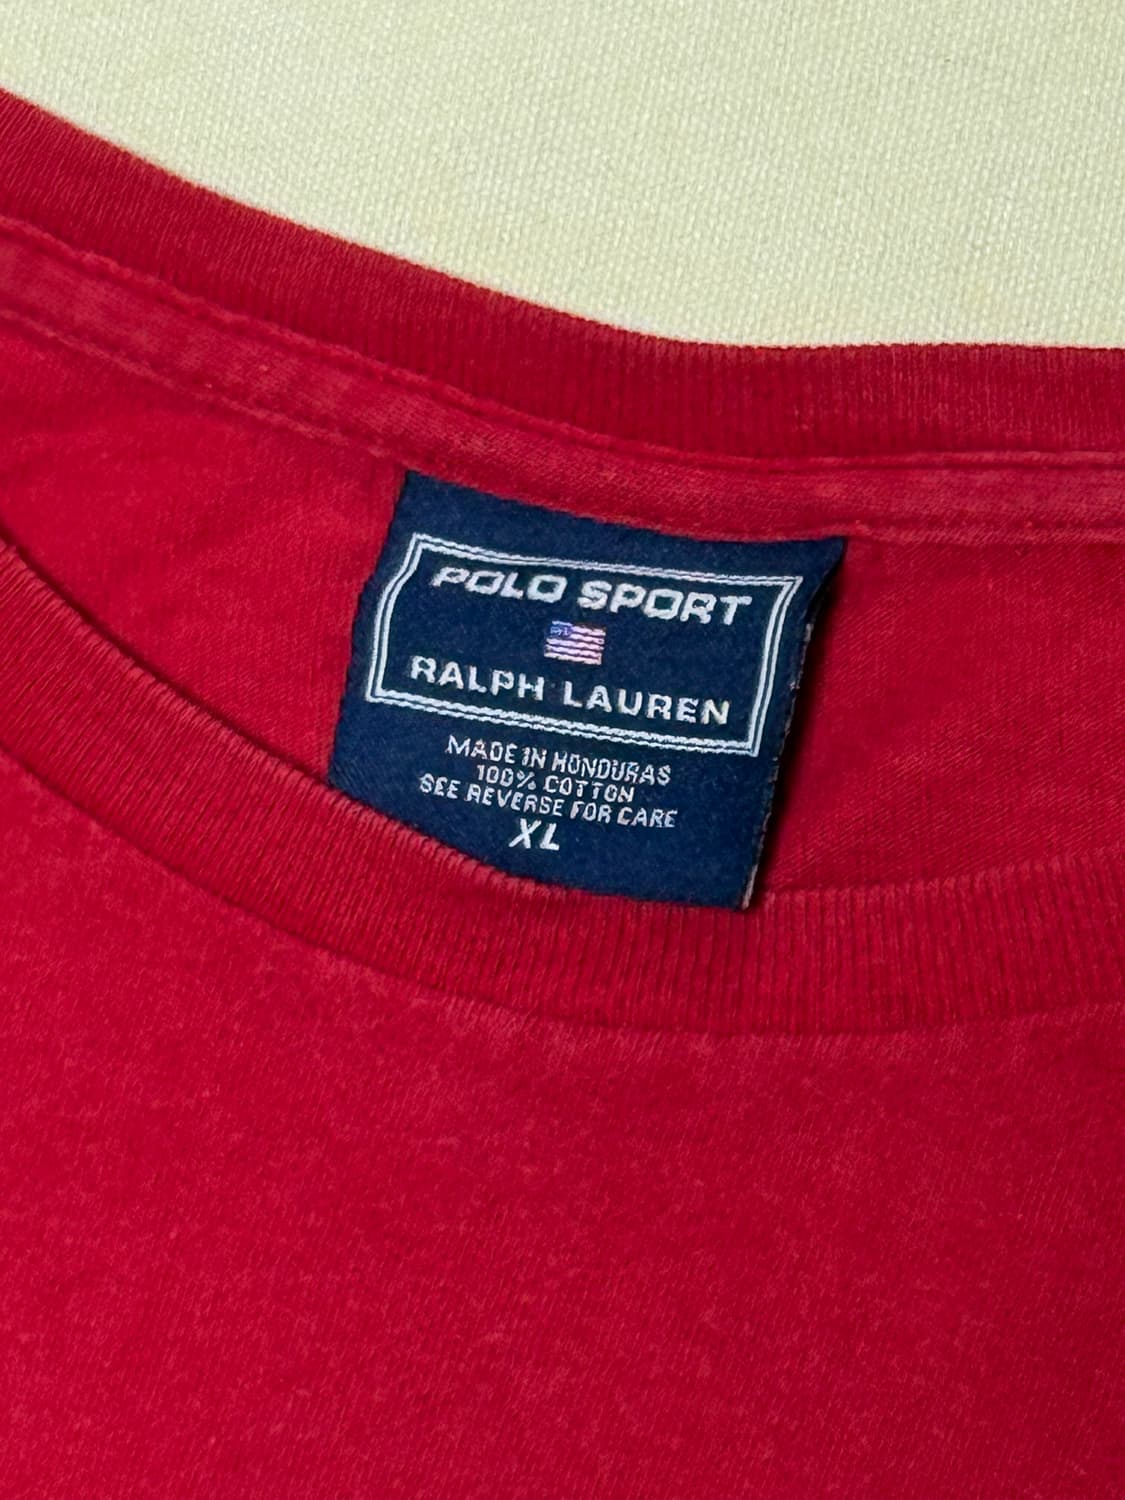 POLO SPORT
RALPH LAUREN
MADE IN HONDURAS
100% COTTON
SEE REVERSE FOR CARE
XL